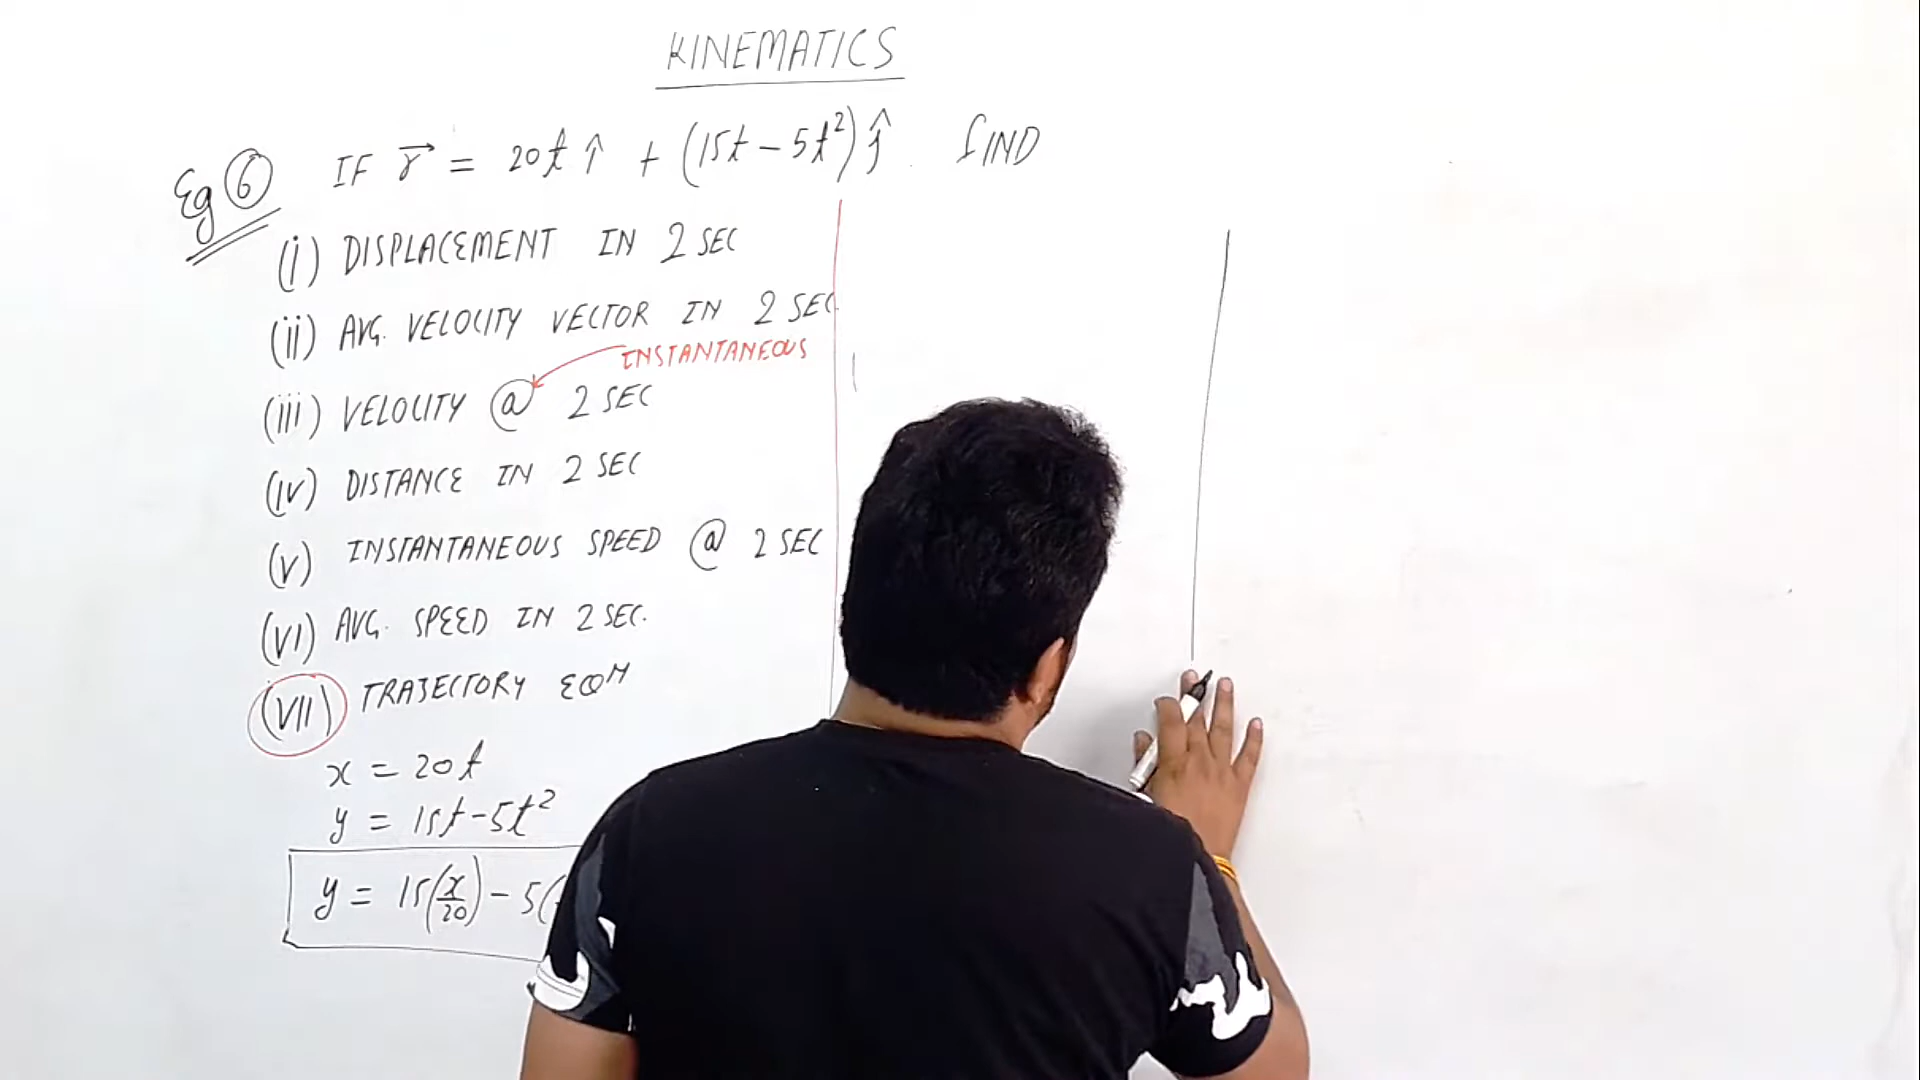 KINEMATICS
Eg 6 IF r⃗ = 20t î + (15t – 5t²) ĵ . FIND
(i) DISPLACEMENT IN 2 SEC
(ii) AVG. VELOCITY VECTOR IN 2 SEC.
INSTANTANEOUS
(iii) VELOCITY @ 2 SEC
(iv) DISTANCE IN 2 SEC
(v) INSTANTANEOUS SPEED @ 2 SEC
(VI) AVG. SPEED IN 2 SEC.
(VII) TRAJECTORY EQN
x = 20t
y = 15t – 5t²
y = 15(x/20) – 5(